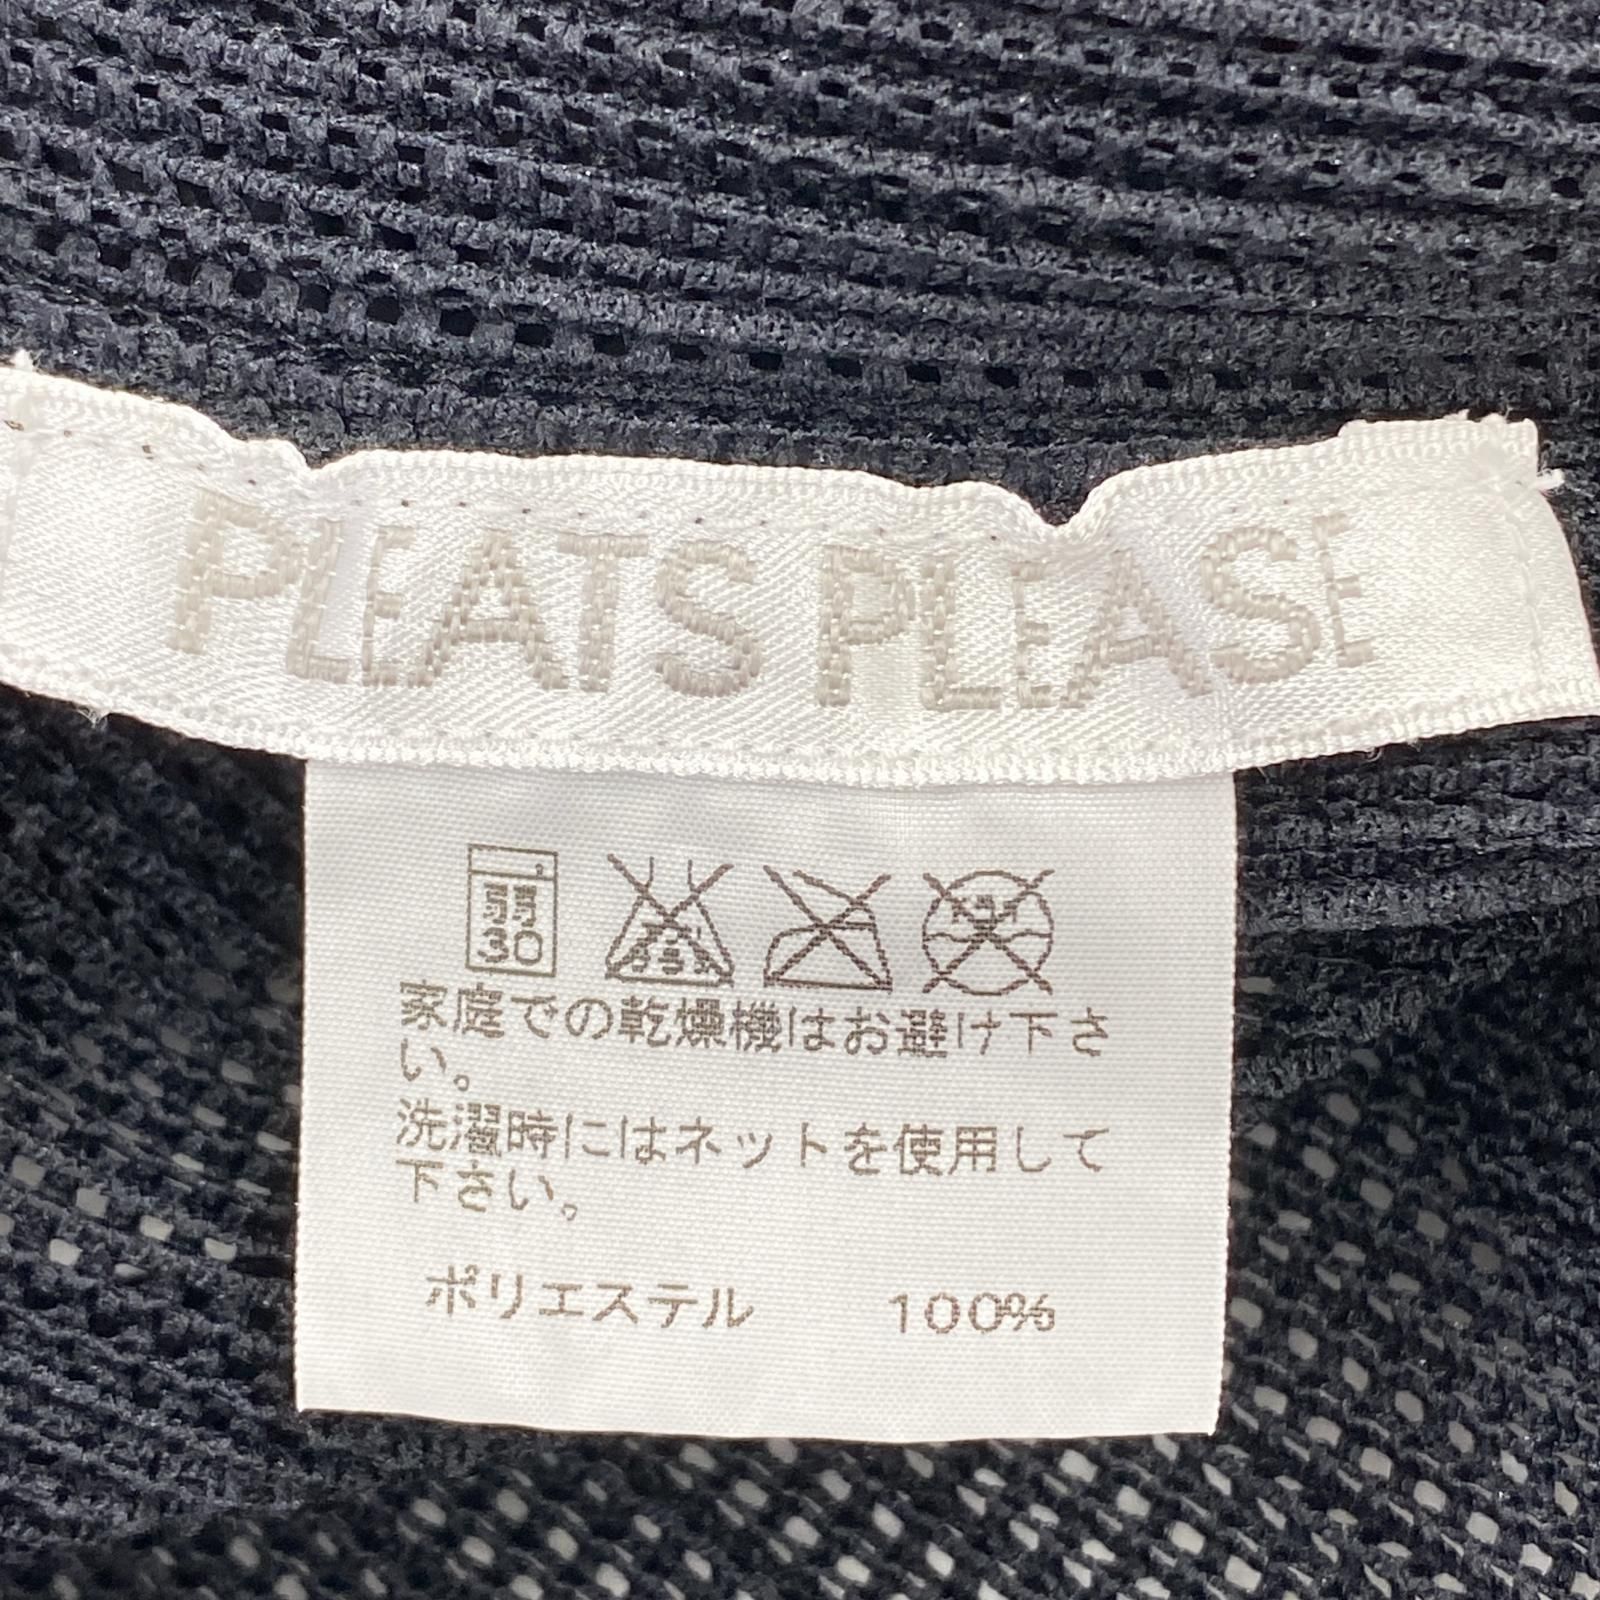 PLEATS PLEASE
30
家庭での乾燥機はお避け下さ
い。
洗濯時にはネットを使用して
下さい。
ポリエステル 100%